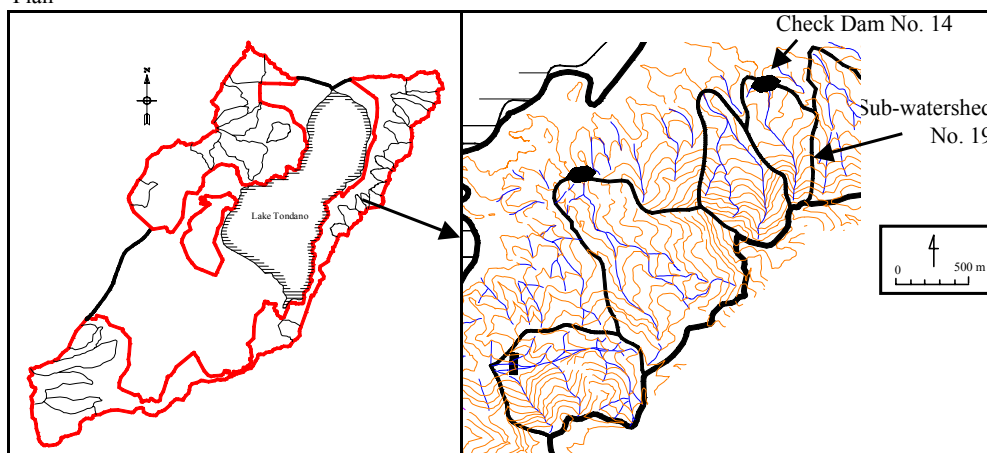 Plan
Check Dam No. 14
Sub-watershed
No. 19
N
Lake Tondano
0 500 m